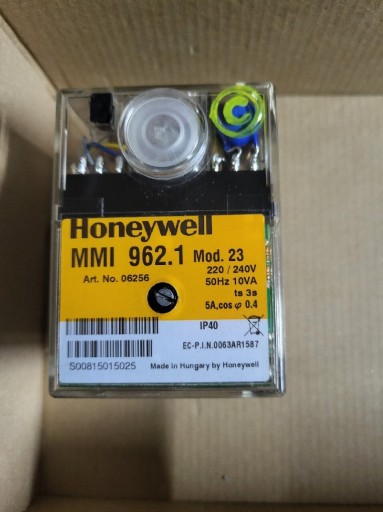 Honeywell
MMI 962.1 Mod. 23
Art. No. 06256
220 / 240V
50Hz 10VA
ts 3s
5A,cos φ 0.4
IP40
EC-P.I.N.0063AR1587
S00815015025
Made in Hungary by Honeywell